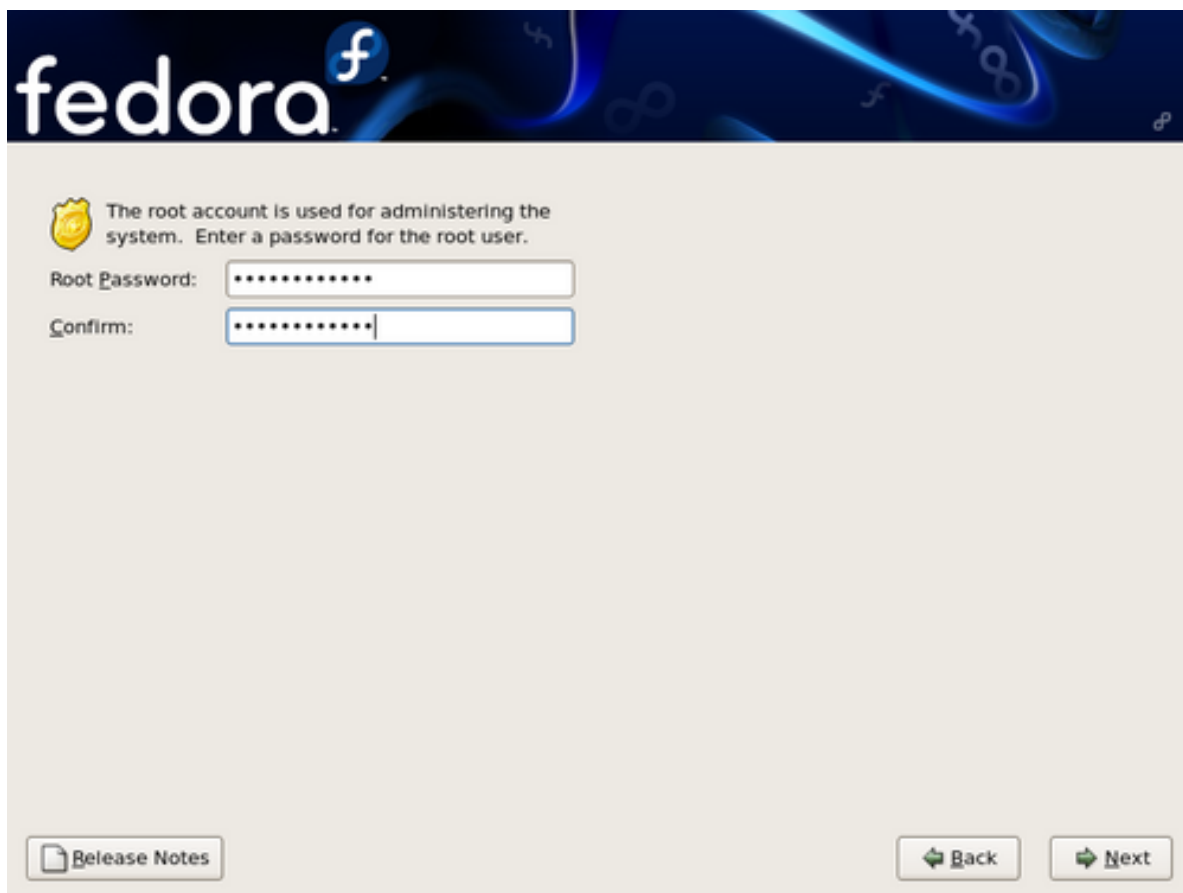 fedora
The root account is used for administering the
system.  Enter a password for the root user.
Root Password: ••••••••••••
Confirm: ••••••••••••
Release Notes
Back
Next